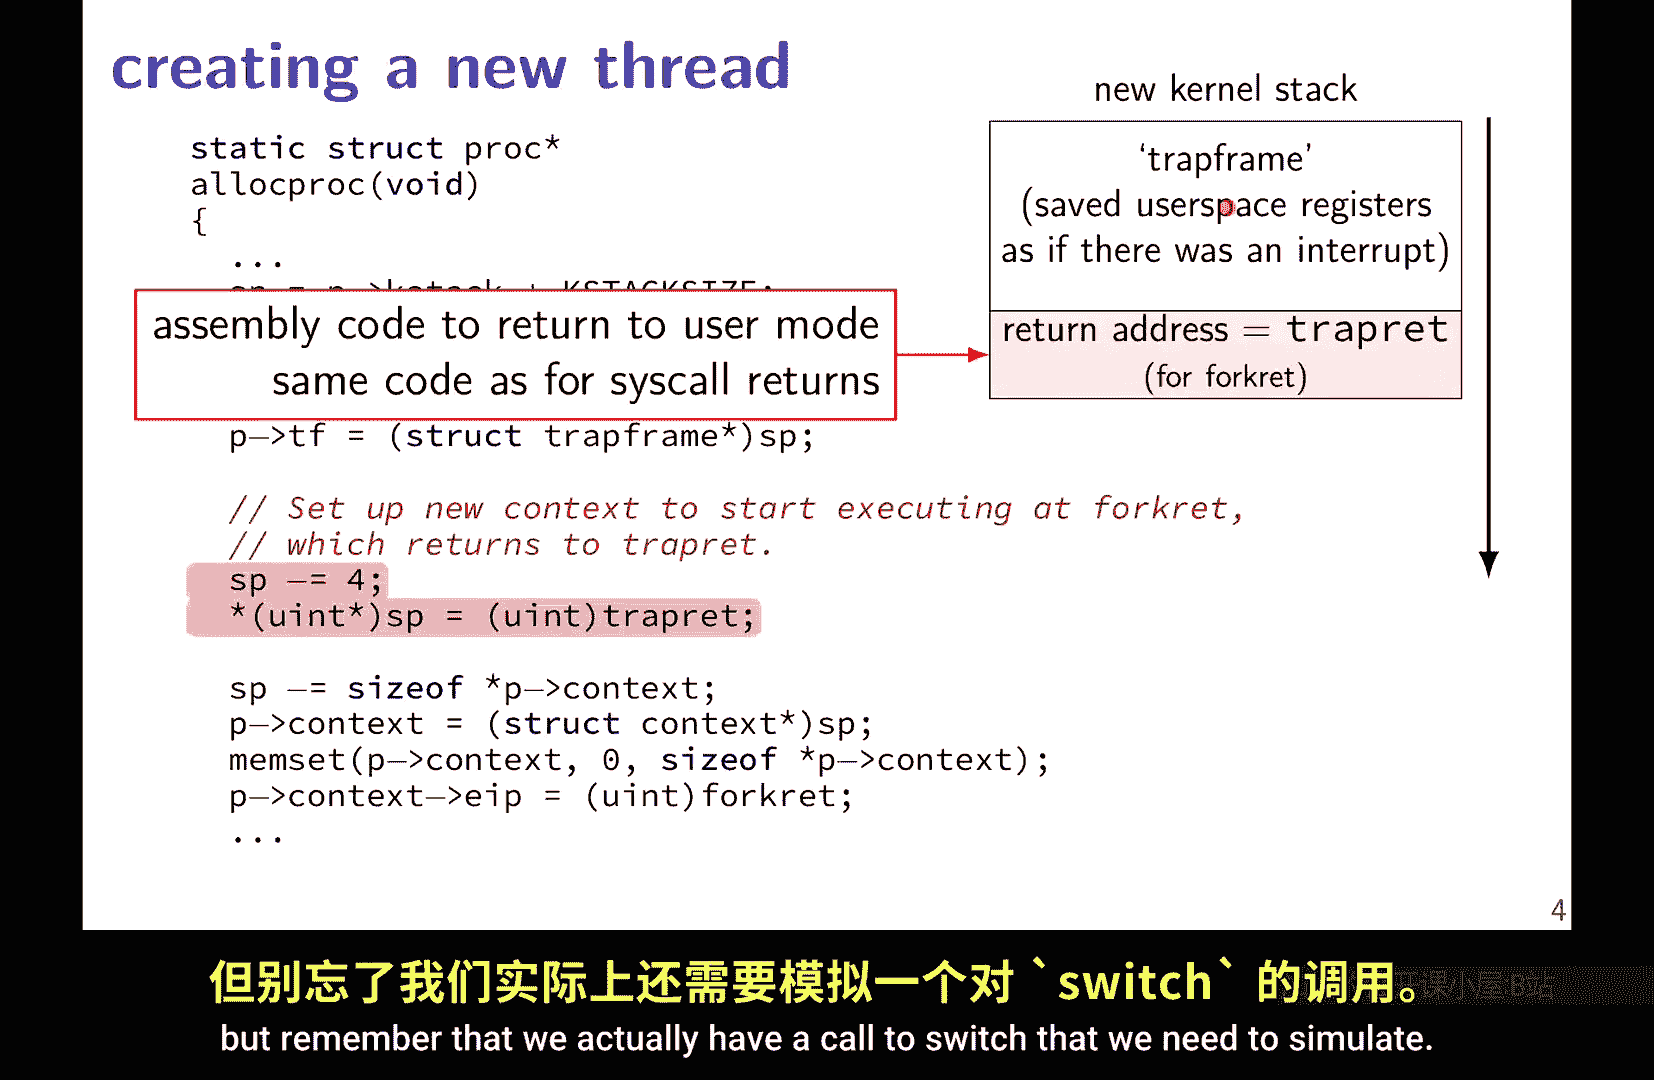 creating a new thread
new kernel stack
static struct proc*
allocproc(void)
{
...
sp = p—>kstack + KSTACKSIZE;
assembly code to return to user mode
same code as for syscall returns
p—>tf = (struct trapframe*)sp;
// Set up new context to start executing at forkret,
// which returns to trapret.
sp —= 4;
*(uint*)sp = (uint)trapret;
sp —= sizeof *p—>context;
p—>context = (struct context*)sp;
memset(p—>context, 0, sizeof *p—>context);
p—>context—>eip = (uint)forkret;
...
‘trapframe’
(saved userspace registers
as if there was an interrupt)
return address = trapret
(for forkret)
4
但别忘了我们实际上还需要模拟一个对 `switch` 的调用。
but remember that we actually have a call to switch that we need to simulate.